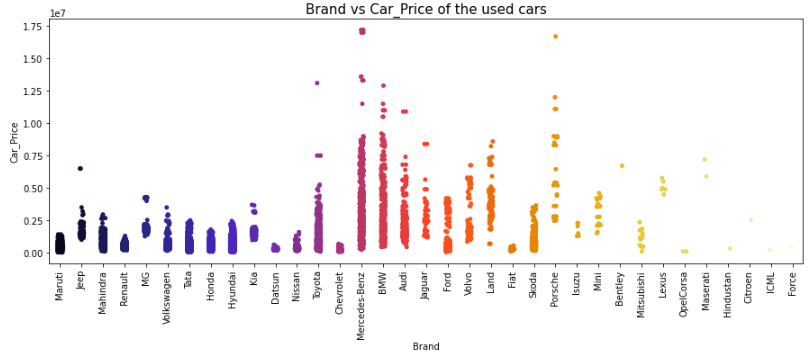 Brand vs Car_Price of the used cars
1e7
1.75
1.50
1.25
1.00
0.75
0.50
0.25
0.00
Car_Price
Maruti
Jeep
Mahindra
Renault
MG
Volkswagen
Tata
Honda
Hyundai
Kia
Datsun
Nissan
Toyota
Chevrolet
Mercedes-Benz
BMW
Audi
Jaguar
Ford
Volvo
Land
Fiat
Skoda
Porsche
Isuzu
Mini
Bentley
Mitsubishi
Lexus
OpelCorsa
Maserati
Hindustan
Citroen
ICML
Force
Brand